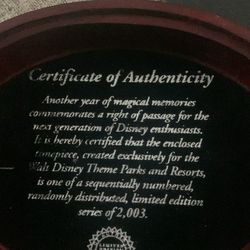 Certificate of Authenticity
Another year of magical memories
commemorates a right of passage for the
next generation of Disney enthusiasts.
It is hereby certified that the enclosed
timepiece, created exclusively for the
Walt Disney Theme Parks and Resorts,
is one of a sequentially numbered,
randomly distributed, limited edition
series of 2,003.
LIMITED